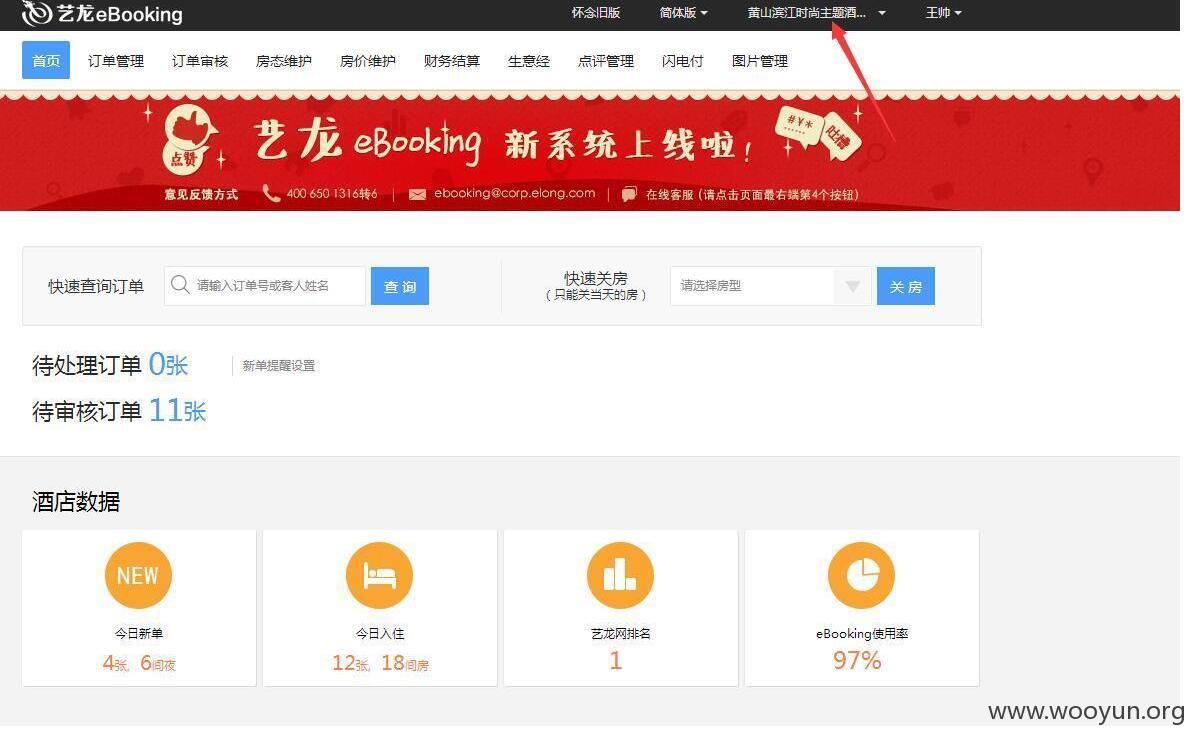 艺龙eBooking 怀念旧版 简体版 黄山滨江时尚主题酒... 王帅
首页 订单管理 订单审核 房态维护 房价维护 财务结算 生意经 点评管理 闪电付 图片管理
点赞 艺龙 eBooking 新系统上线啦! #¥* ...... 吐槽
意见反馈方式 400 650 1316转6 | ebooking@corp.elong.com | 在线客服 (请点击页面最右端第4个按钮)
快速查询订单 请输入订单号或客人姓名 查询 快速关房 请选择房型 关房
(只能关当天的房)
待处理订单 0张 新单提醒设置
待审核订单 11张
酒店数据
NEW
今日新单 今日入住 艺龙网排名 eBooking使用率
4张, 6间夜 12张, 18间房 1 97%
www.wooyun.org